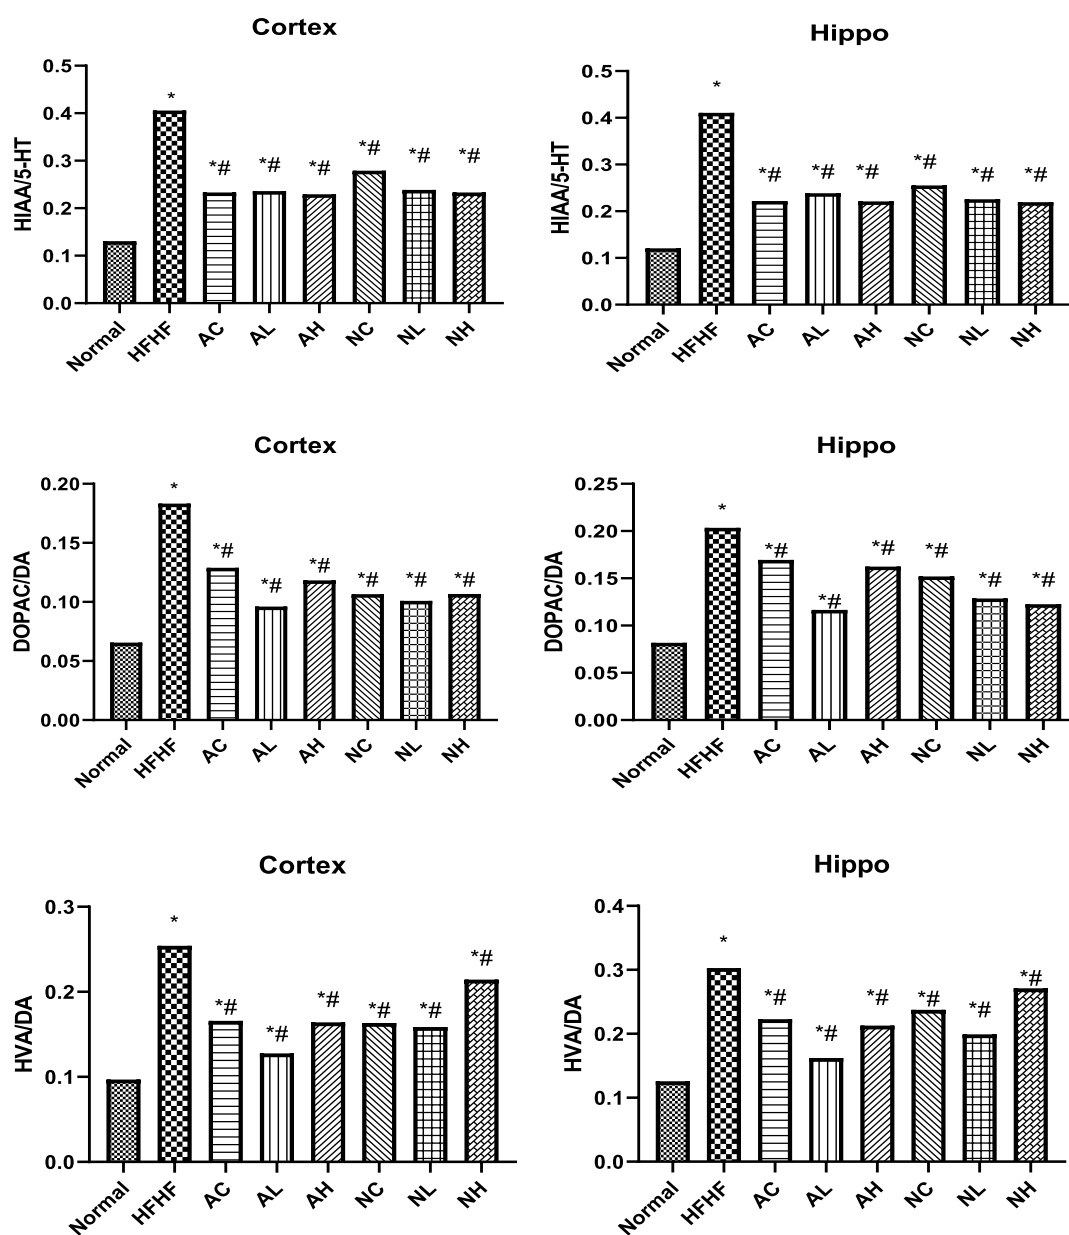 Cortex
HIAA/5-HT
0.5
0.4
0.3
0.2
0.1
0.0
* *# *# *# *# *# *#
Normal HFHF AC AL AH NC NL NH
Hippo
HIAA/5-HT
0.5
0.4
0.3
0.2
0.1
0.0
* *# *# *# *# *# *#
Normal HFHF AC AL AH NC NL NH
Cortex
DOPAC/DA
0.20
0.15
0.10
0.05
0.00
* *# *# *# *# *# *#
Normal HFHF AC AL AH NC NL NH
Hippo
DOPAC/DA
0.25
0.20
0.15
0.10
0.05
0.00
* *# *# *# *# *# *#
Normal HFHF AC AL AH NC NL NH
Cortex
HVA/DA
0.3
0.2
0.1
0.0
* *# *# *# *# *# *#
Normal HFHF AC AL AH NC NL NH
Hippo
HVA/DA
0.4
0.3
0.2
0.1
0.0
* *# *# *# *# *# *#
Normal HFHF AC AL AH NC NL NH